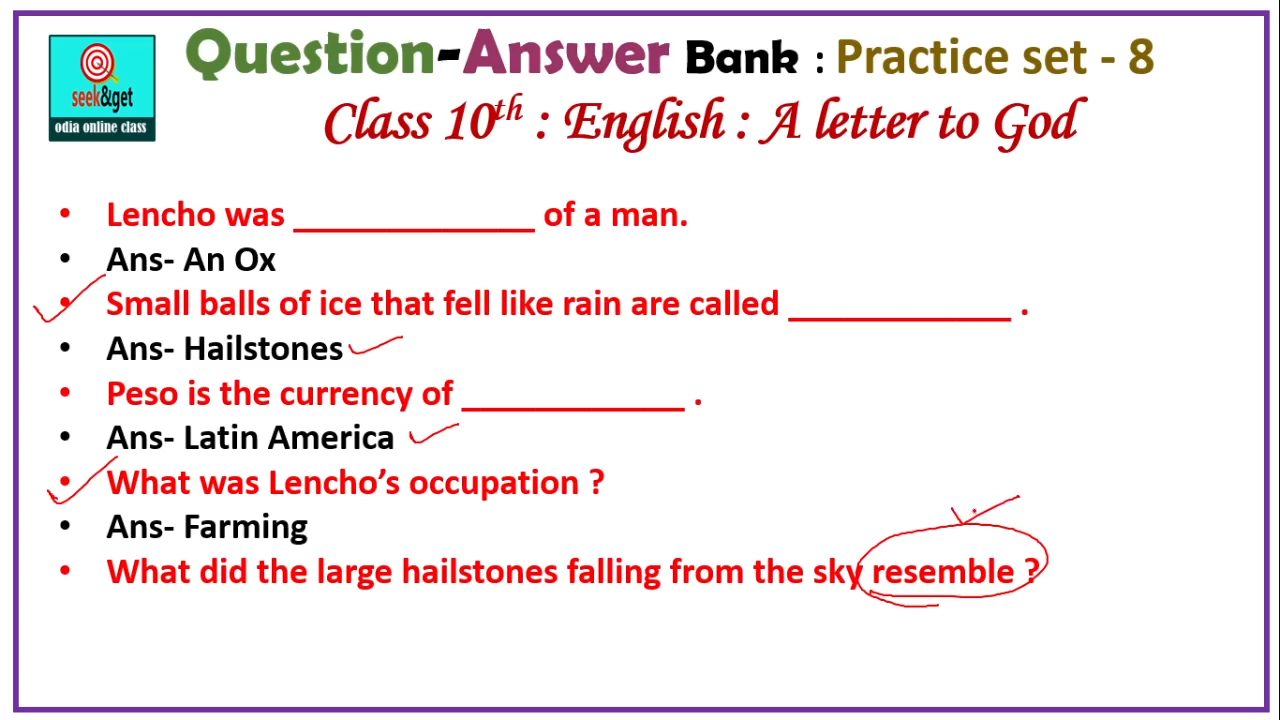 seek&get
odia online class
Question-Answer Bank : Practice set - 8
Class 10th : English : A letter to God
• Lencho was ______________ of a man.
• Ans- An Ox
• Small balls of ice that fell like rain are called _____________ .
• Ans- Hailstones
• Peso is the currency of _____________ .
• Ans- Latin America
• What was Lencho’s occupation ?
• Ans- Farming
• What did the large hailstones falling from the sky resemble ?